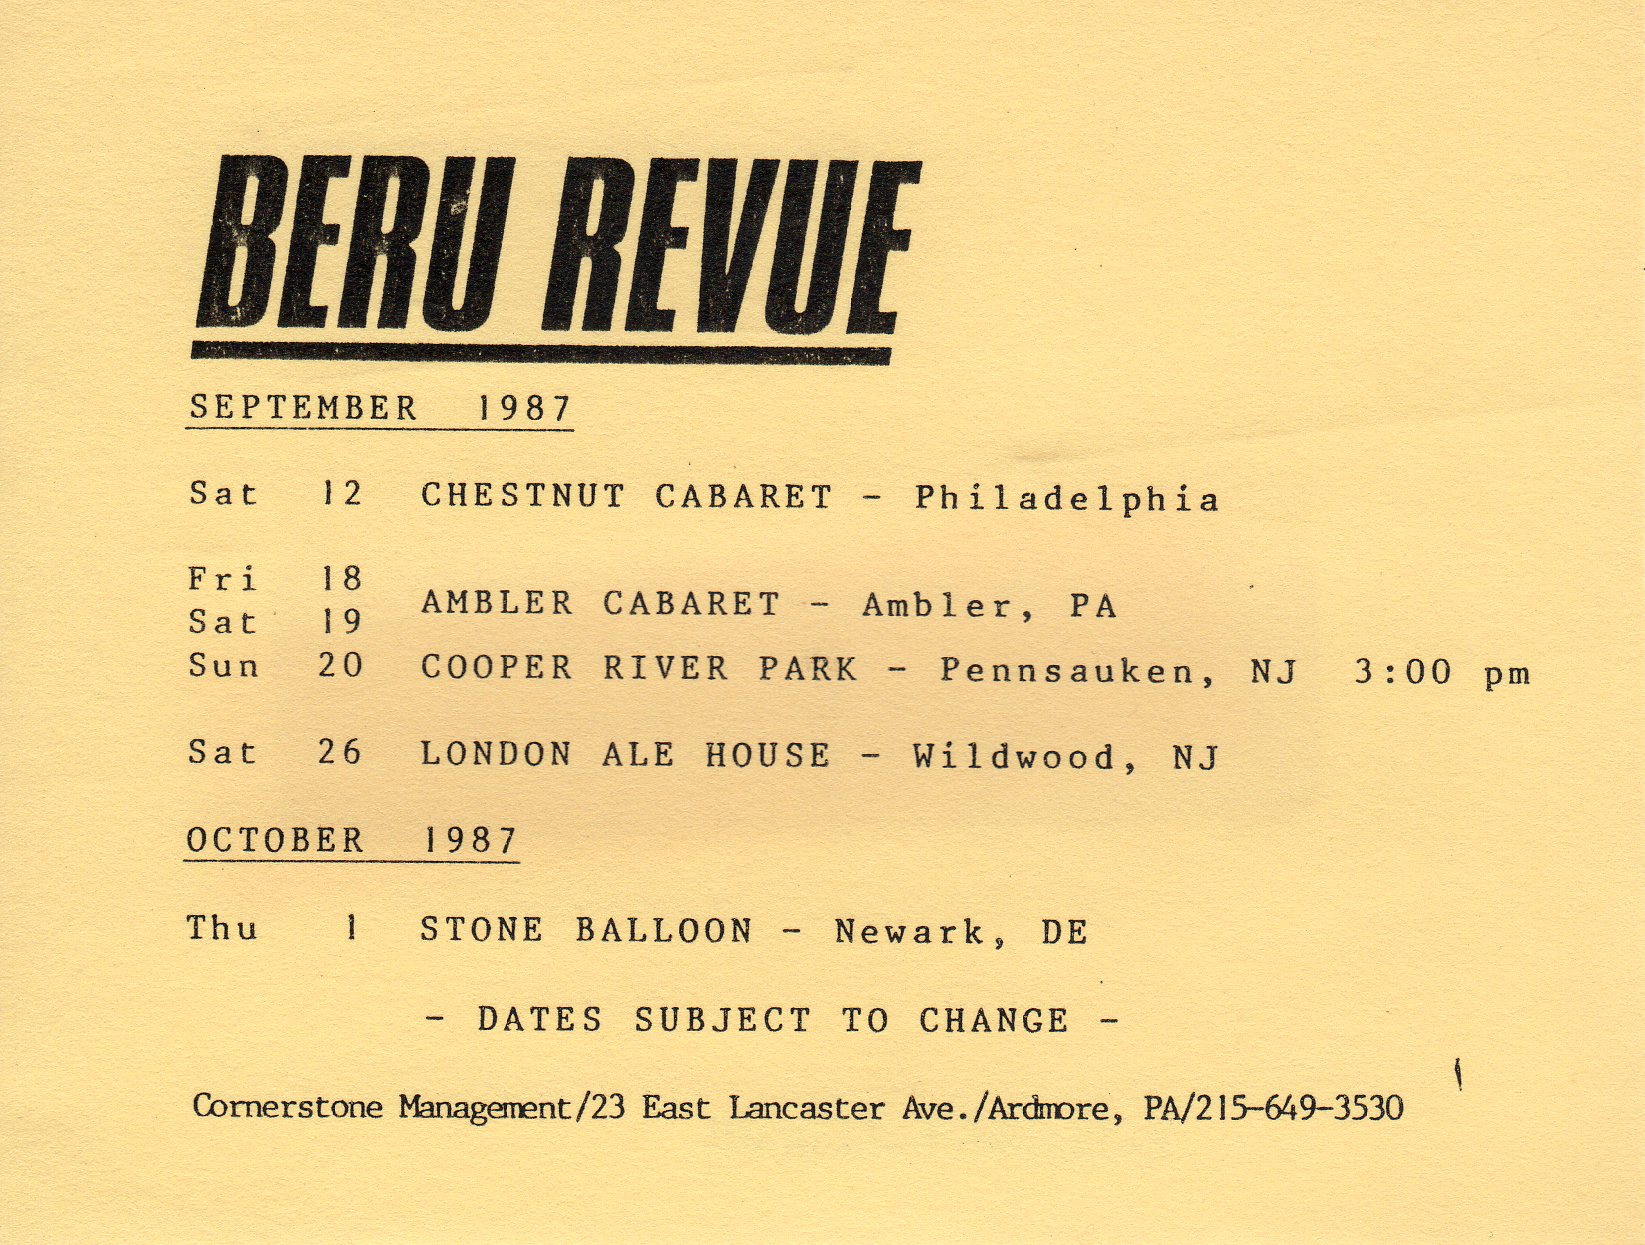 BERU REVUE
SEPTEMBER 1987
Sat 12 CHESTNUT CABARET - Philadelphia
Fri 18
AMBLER CABARET - Ambler, PA
Sat 19
Sun 20 COOPER RIVER PARK - Pennsauken, NJ 3:00 pm
Sat 26 LONDON ALE HOUSE - Wildwood, NJ
OCTOBER 1987
Thu 1 STONE BALLOON - Newark, DE
- DATES SUBJECT TO CHANGE -
Cornerstone Management/23 East Lancaster Ave./Ardmore, PA/215-649-3530